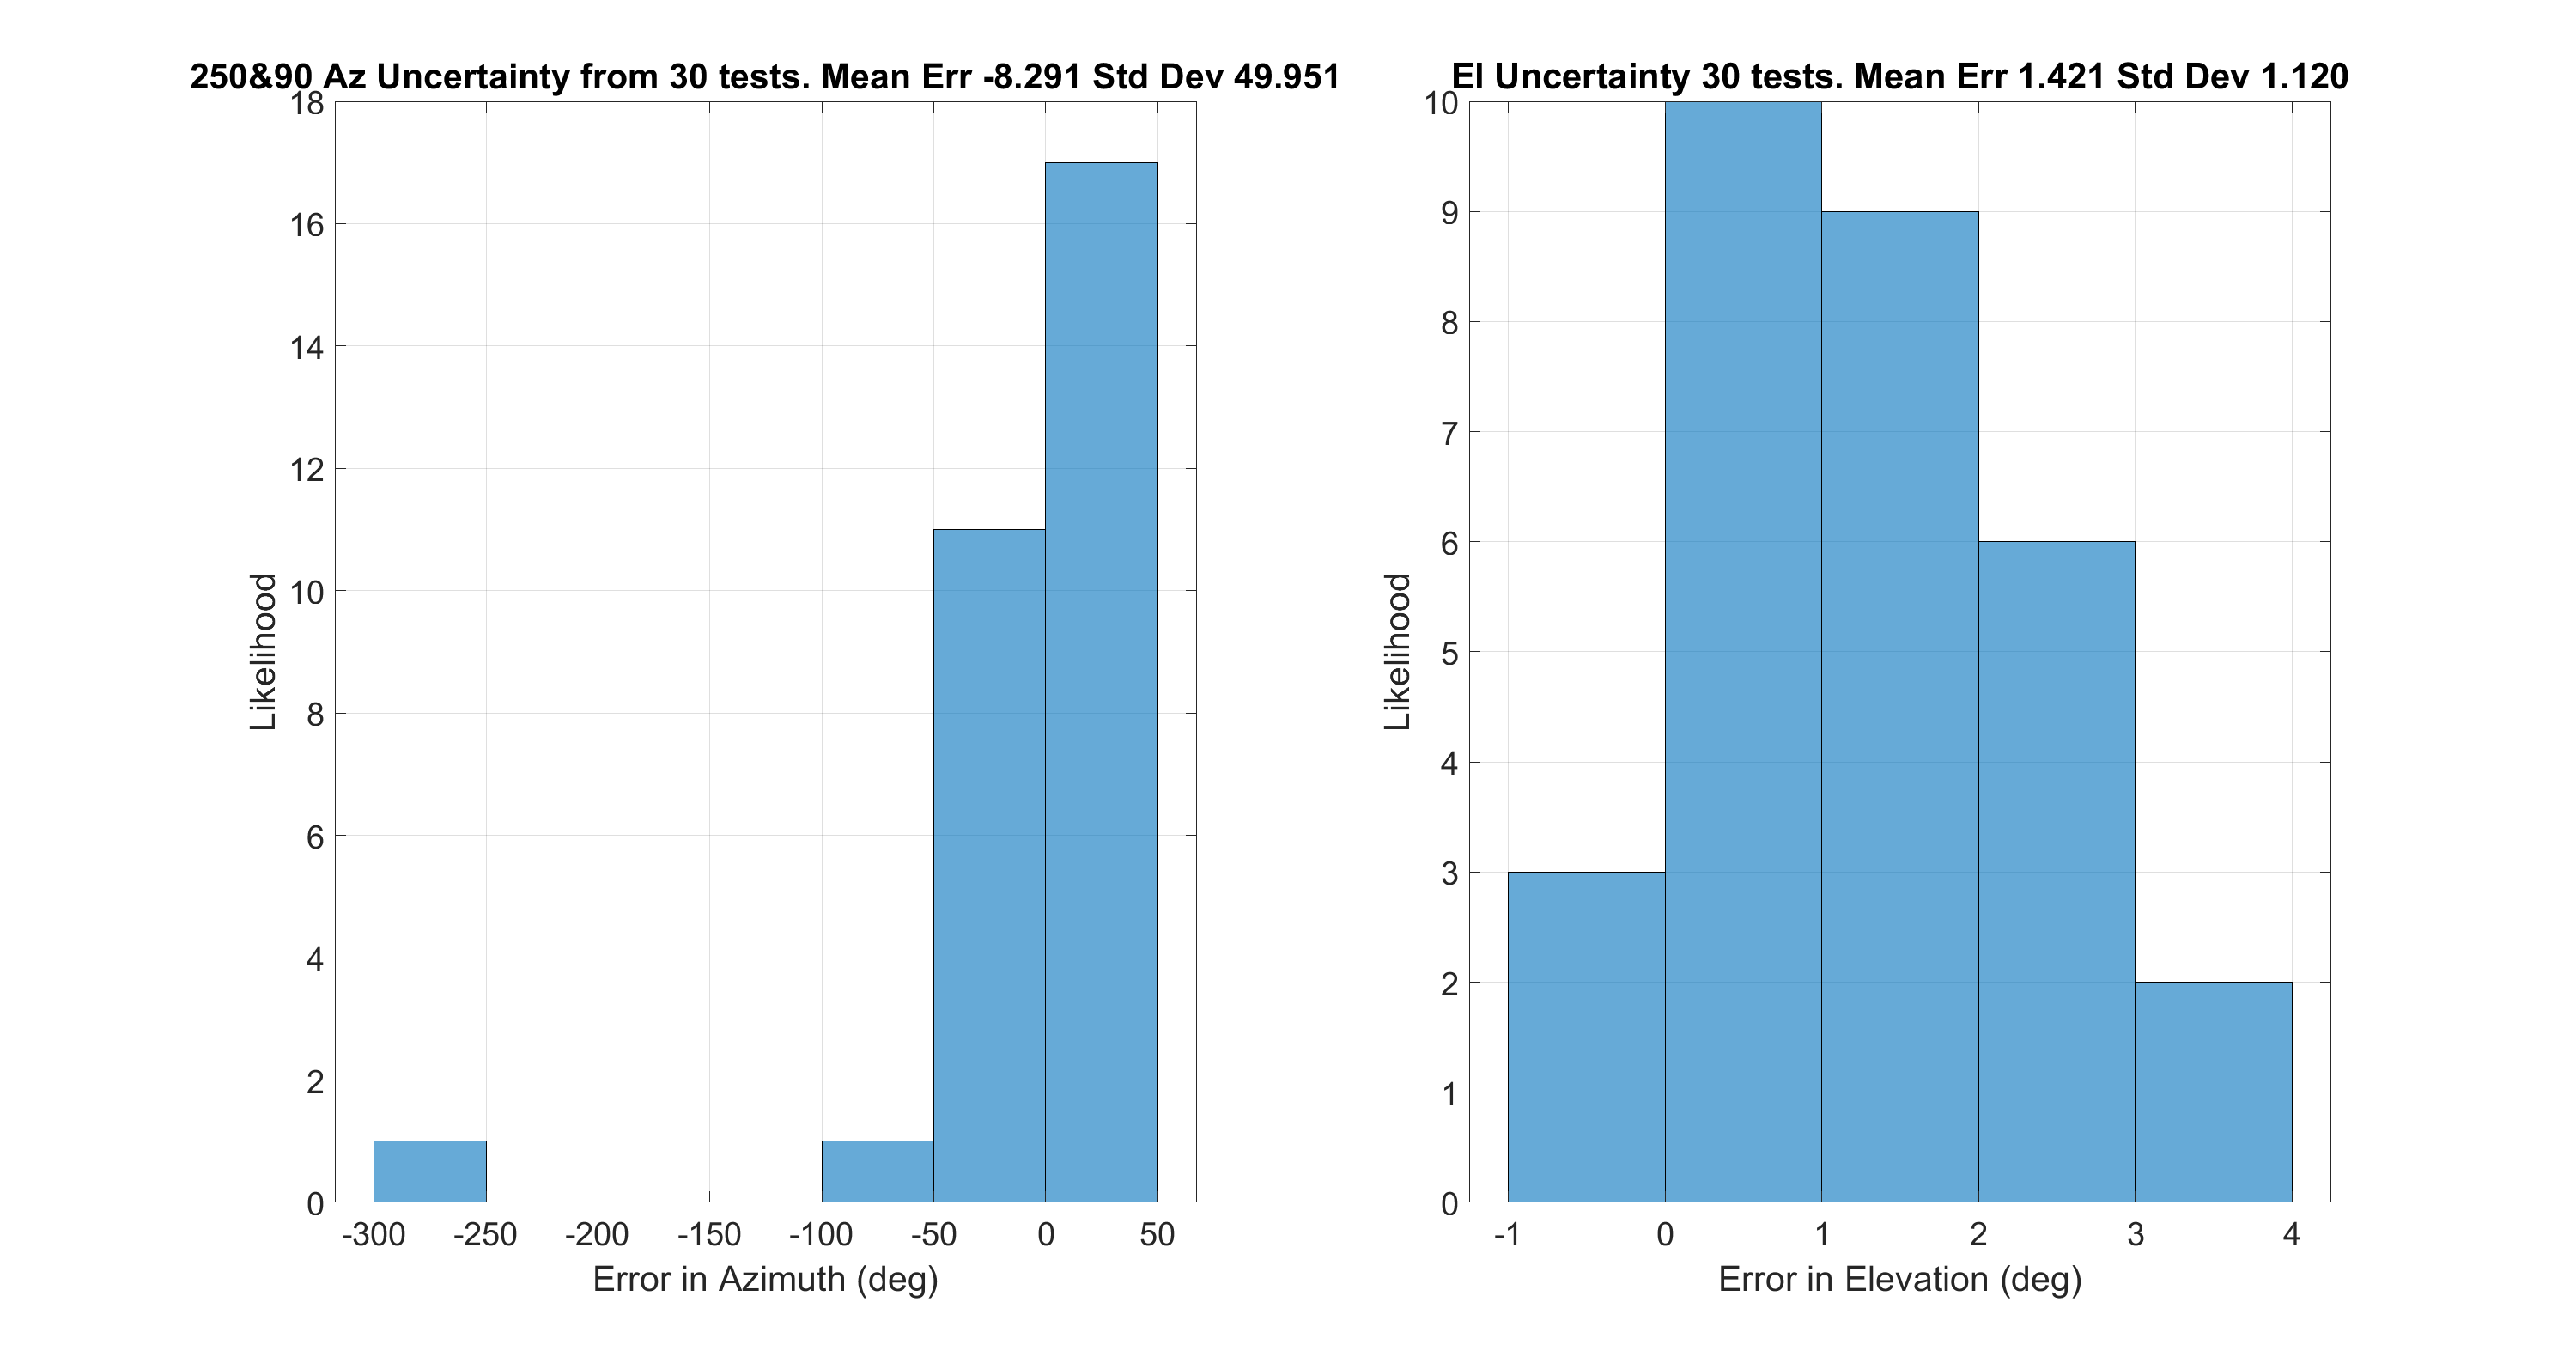 250&90 Az Uncertainty from 30 tests. Mean Err -8.291 Std Dev 49.951
18
16
14
12
10
8
6
4
2
0
Likelihood
-300 -250 -200 -150 -100 -50 0 50
Error in Azimuth (deg)
El Uncertainty 30 tests. Mean Err 1.421 Std Dev 1.120
10
9
8
7
6
5
4
3
2
1
0
Likelihood
-1 0 1 2 3 4
Error in Elevation (deg)